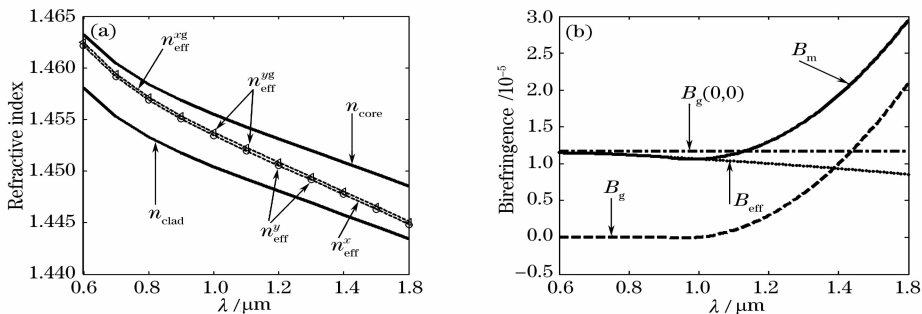 (a)
Refractive index
1.465
1.460
1.455
1.450
1.445
1.440
n_eff^xg
n_eff^yg
n_core
n_clad
n_eff^y
n_eff^x
0.6 0.8 1.0 1.2 1.4 1.6 1.8
λ /μm
(b)
Birefringence /10^-5
3.0
2.5
2.0
1.5
1.0
0.5
0.0
−0.5
B_m
B_g(0,0)
B_g
B_eff
0.6 0.8 1.0 1.2 1.4 1.6 1.8
λ /μm